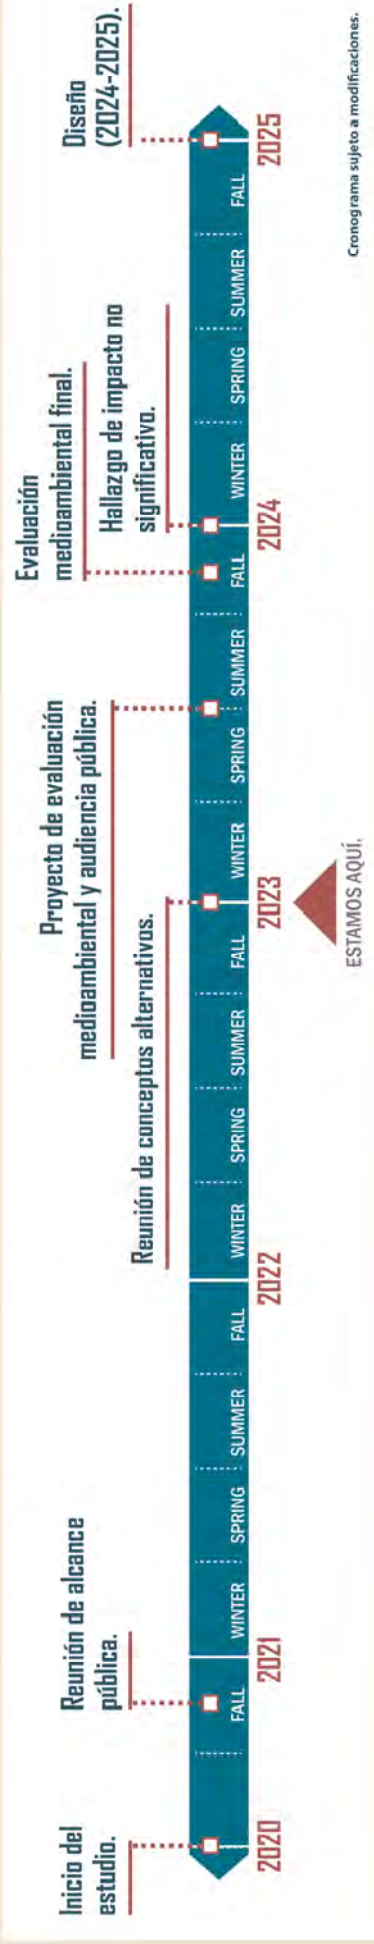 Inicio del
estudio.
Reunión de alcance
pública.
Reunión de conceptos alternativos.
Proyecto de evaluación
medioambiental y audiencia pública.
Evaluación
medioambiental final.
Hallazgo de impacto no
significativo.
Diseño
(2024-2025).
FALL WINTER SPRING SUMMER FALL WINTER SPRING SUMMER FALL WINTER SPRING SUMMER FALL WINTER SPRING SUMMER FALL
2020 2021 2022 2023 2024 2025
ESTAMOS AQUÍ.
Cronograma sujeto a modificaciones.